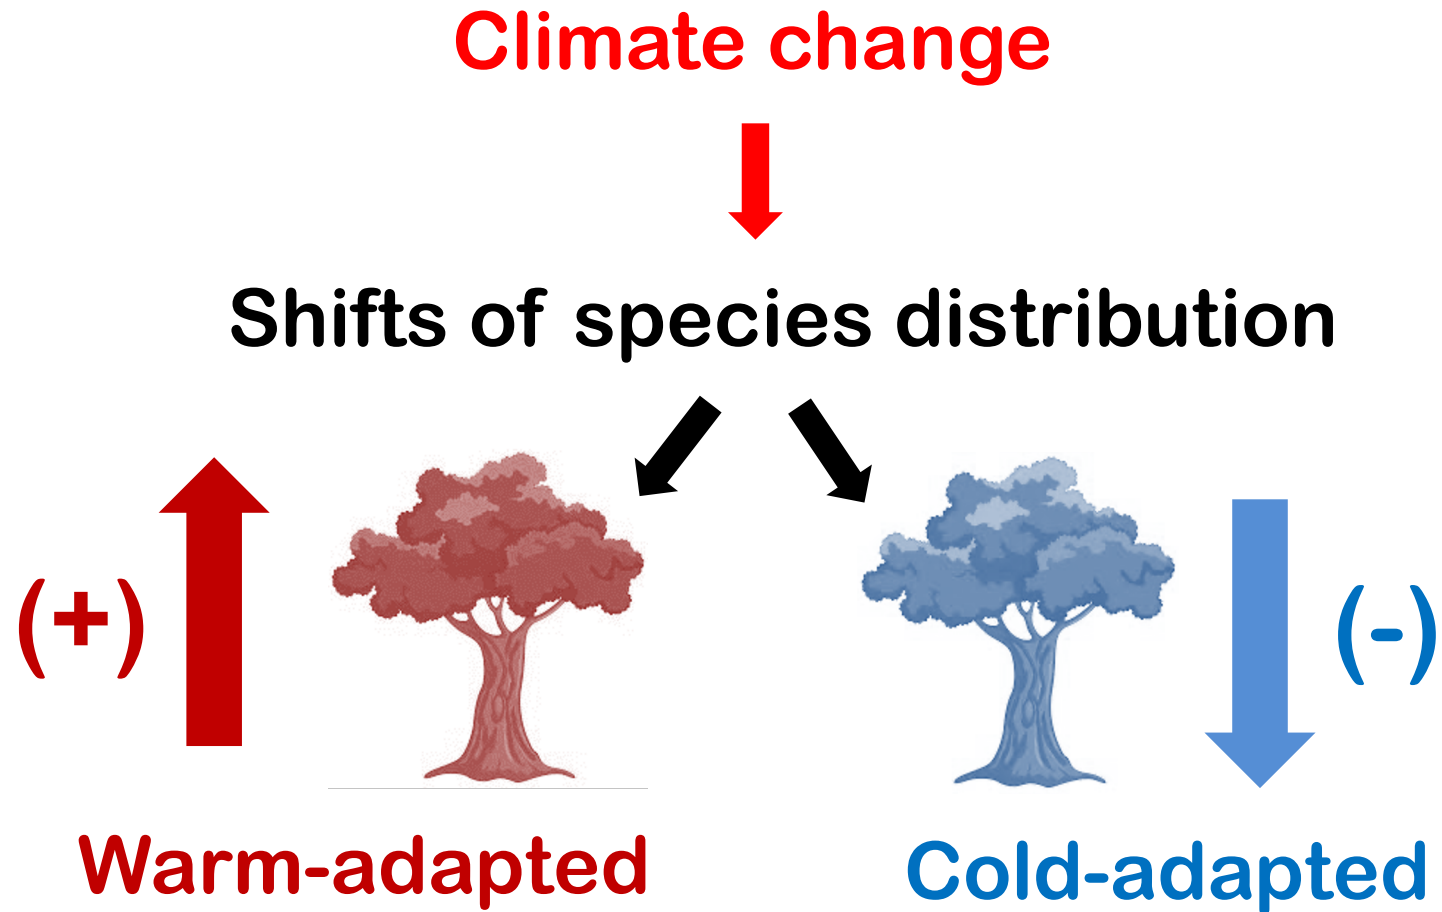 Climate change
Shifts of species distribution
(+)
(-)
Warm-adapted
Cold-adapted